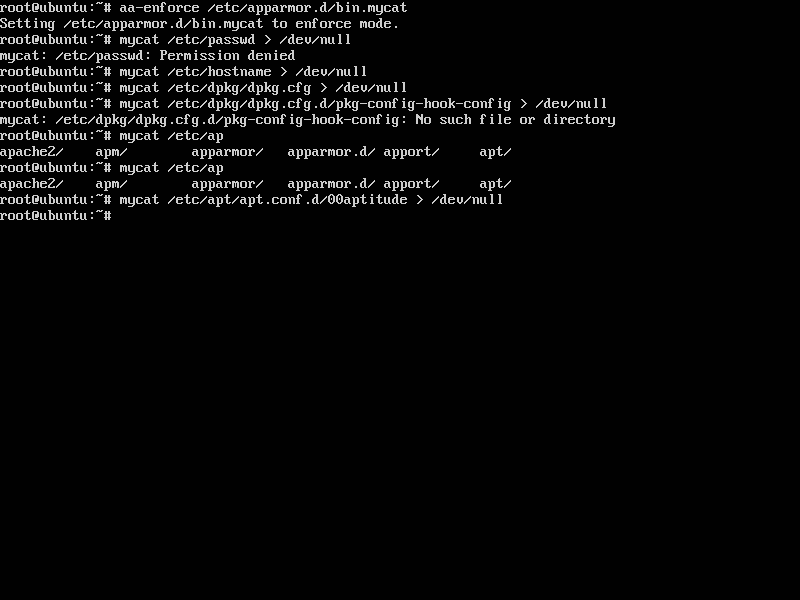 root@ubuntu:~# aa-enforce /etc/apparmor.d/bin.mycat
Setting /etc/apparmor.d/bin.mycat to enforce mode.
root@ubuntu:~# mycat /etc/passwd > /dev/null
mycat: /etc/passwd: Permission denied
root@ubuntu:~# mycat /etc/hostname > /dev/null
root@ubuntu:~# mycat /etc/dpkg/dpkg.cfg > /dev/null
root@ubuntu:~# mycat /etc/dpkg/dpkg.cfg.d/pkg-config-hook-config > /dev/null
mycat: /etc/dpkg/dpkg.cfg.d/pkg-config-hook-config: No such file or directory
root@ubuntu:~# mycat /etc/ap
apache2/    apm/        apparmor/   apparmor.d/ apport/     apt/
root@ubuntu:~# mycat /etc/ap
apache2/    apm/        apparmor/   apparmor.d/ apport/     apt/
root@ubuntu:~# mycat /etc/apt/apt.conf.d/00aptitude > /dev/null
root@ubuntu:~#